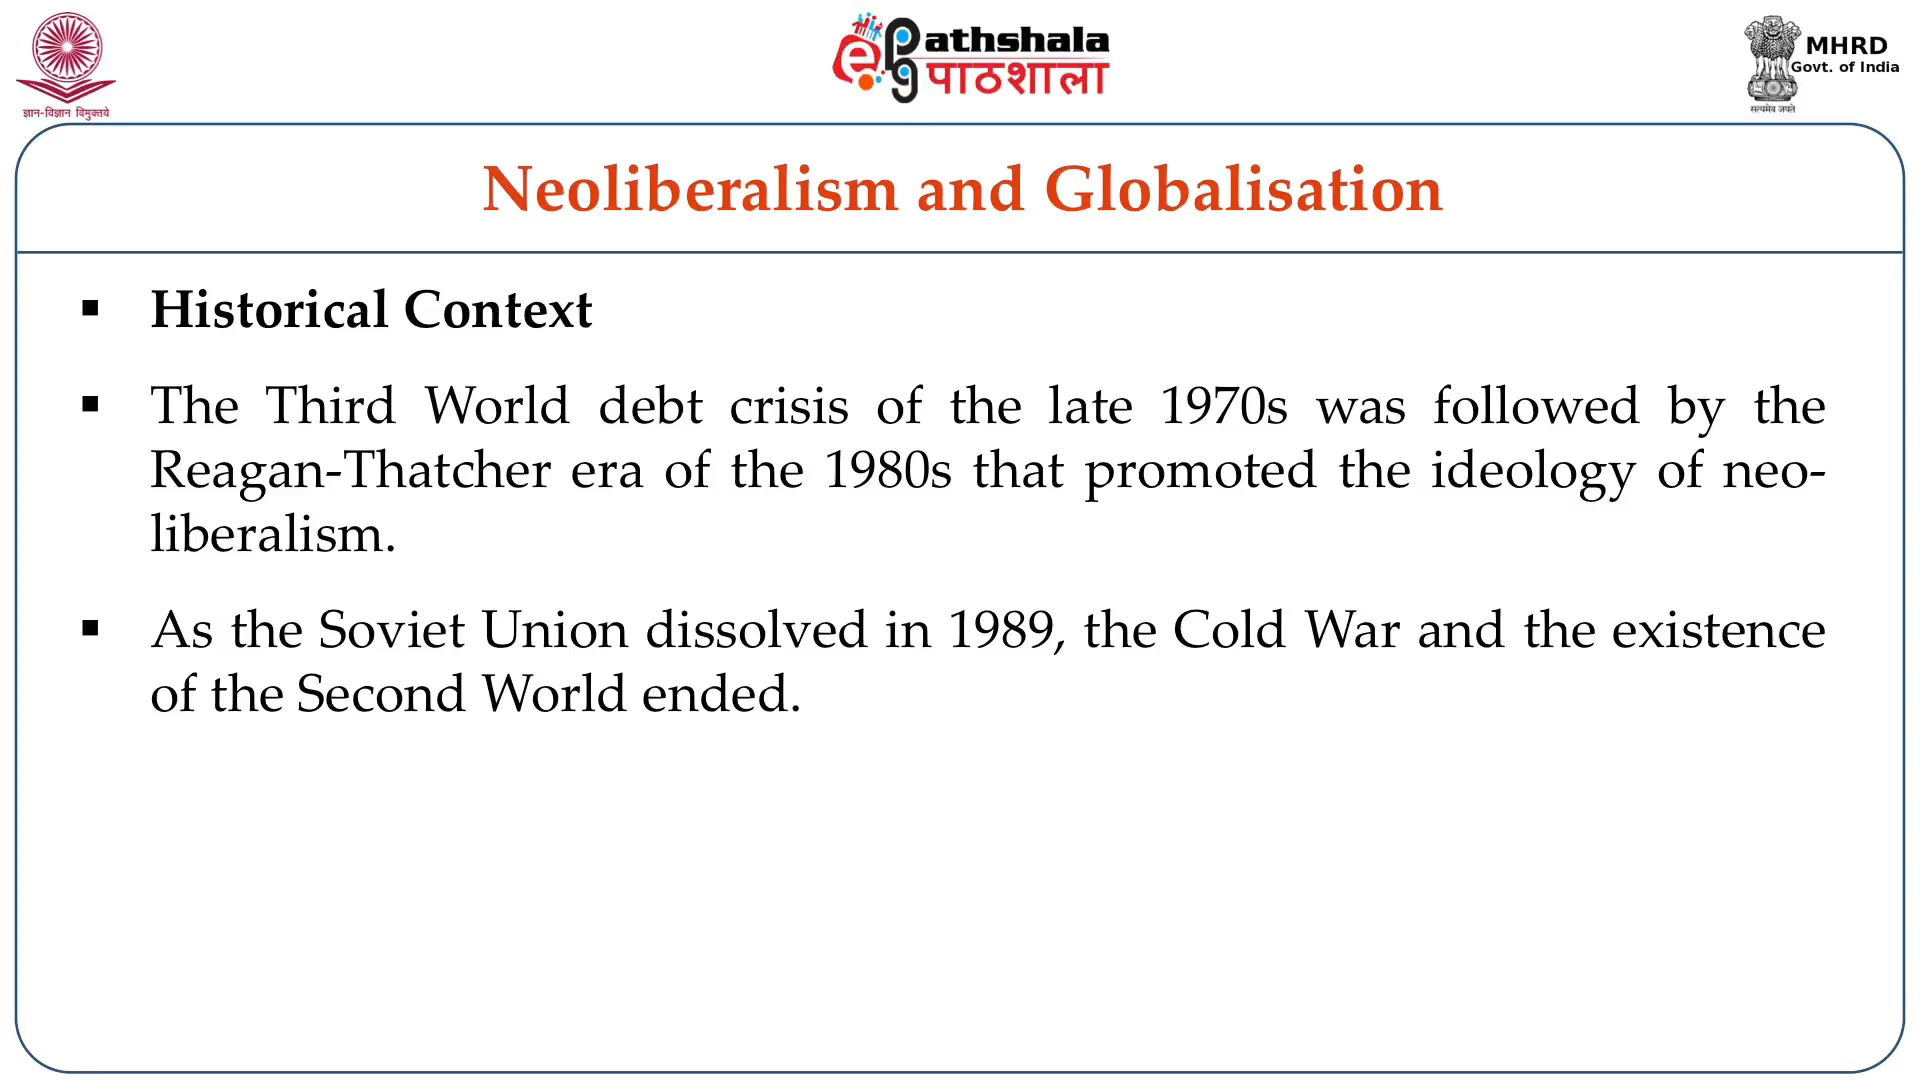 ज्ञान-विज्ञान विमुक्तये
ePG Pathshala
पाठशाला
MHRD
Govt. of India
सत्यमेव जयते
Neoliberalism and Globalisation
▪ Historical Context
▪ The Third World debt crisis of the late 1970s was followed by the
Reagan-Thatcher era of the 1980s that promoted the ideology of neo-
liberalism.
▪ As the Soviet Union dissolved in 1989, the Cold War and the existence
of the Second World ended.